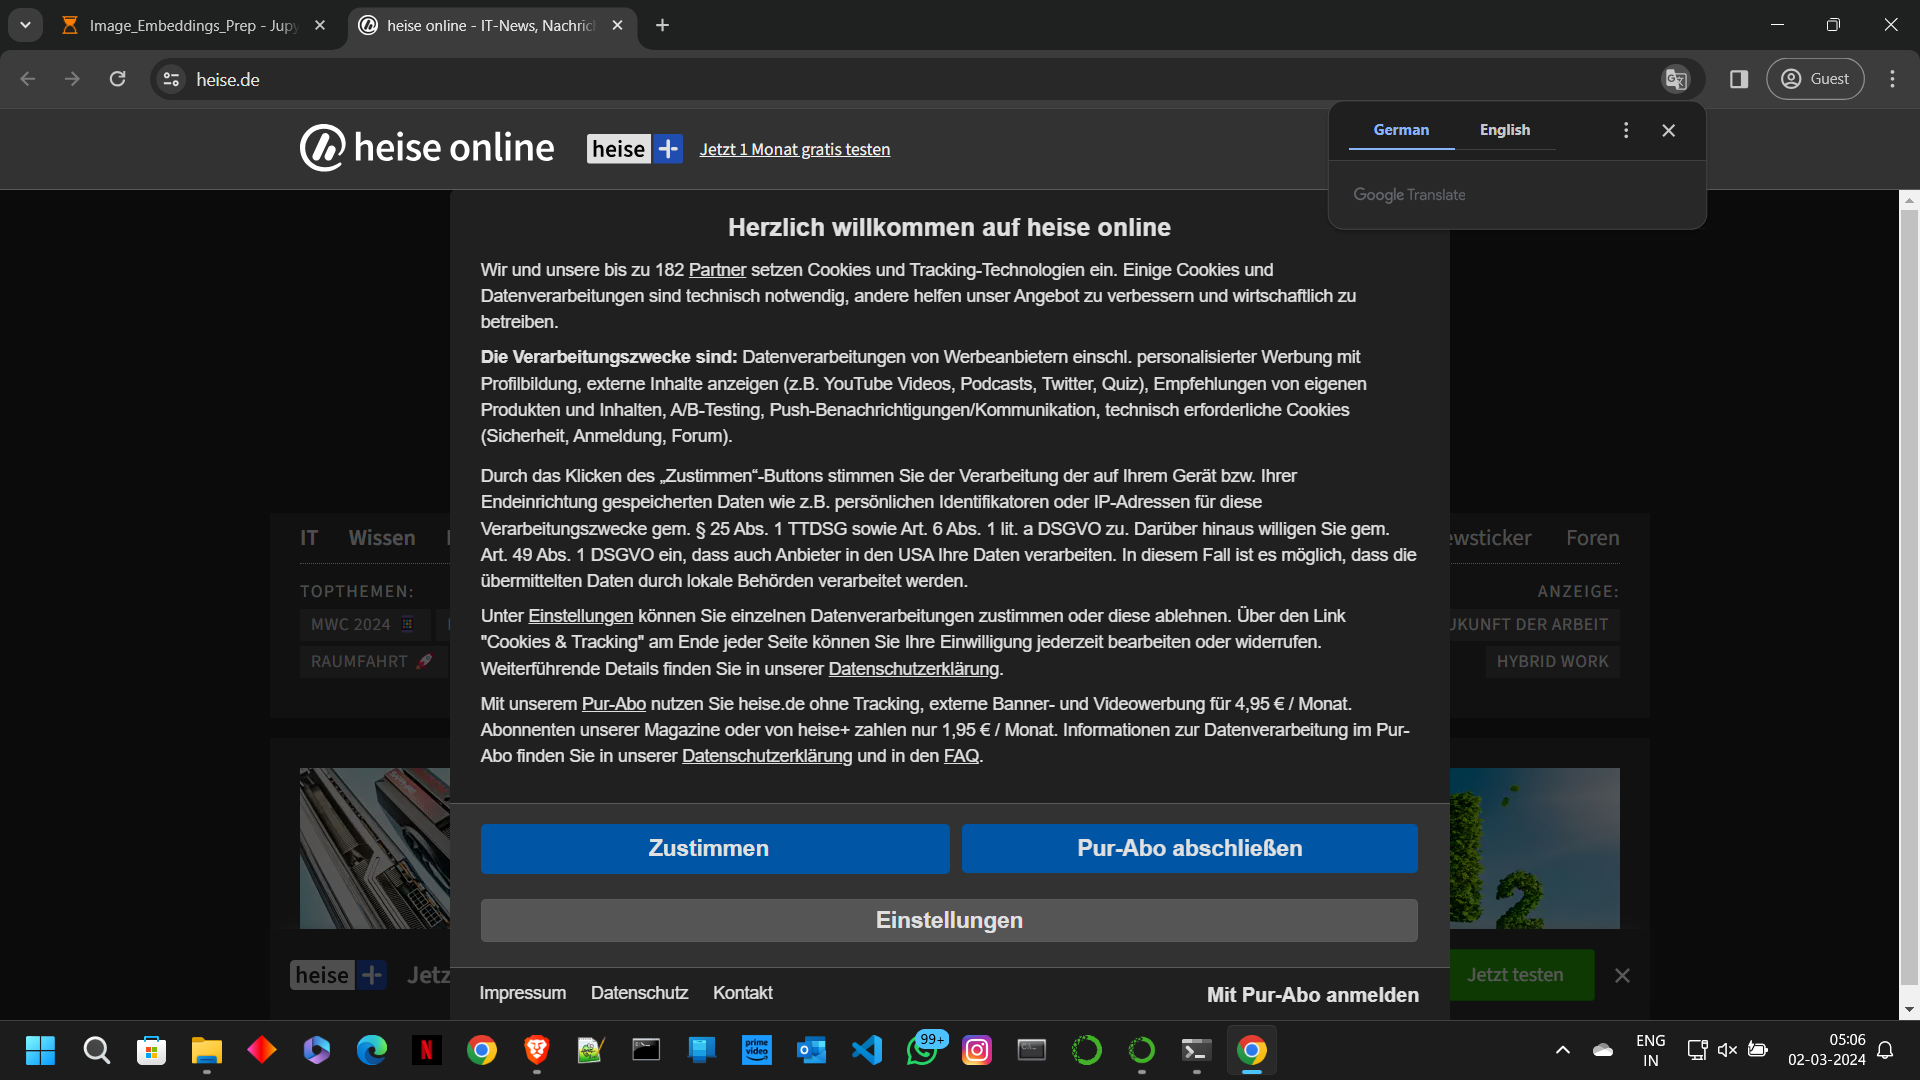 Image_Embeddings_Prep - Jupy
heise online - IT-News, Nachric
heise.de
Guest
German
English
Google Translate
heise online
heise +
Jetzt 1 Monat gratis testen
Herzlich willkommen auf heise online
Wir und unsere bis zu 182 Partner setzen Cookies und Tracking-Technologien ein. Einige Cookies und
Datenverarbeitungen sind technisch notwendig, andere helfen unser Angebot zu verbessern und wirtschaftlich zu
betreiben.
Die Verarbeitungszwecke sind: Datenverarbeitungen von Werbeanbietern einschl. personalisierter Werbung mit
Profilbildung, externe Inhalte anzeigen (z.B. YouTube Videos, Podcasts, Twitter, Quiz), Empfehlungen von eigenen
Produkten und Inhalten, A/B-Testing, Push-Benachrichtigungen/Kommunikation, technisch erforderliche Cookies
(Sicherheit, Anmeldung, Forum).
Durch das Klicken des „Zustimmen“-Buttons stimmen Sie der Verarbeitung der auf Ihrem Gerät bzw. Ihrer
Endeinrichtung gespeicherten Daten wie z.B. persönlichen Identifikatoren oder IP-Adressen für diese
Verarbeitungszwecke gem. § 25 Abs. 1 TTDSG sowie Art. 6 Abs. 1 lit. a DSGVO zu. Darüber hinaus willigen Sie gem.
Art. 49 Abs. 1 DSGVO ein, dass auch Anbieter in den USA Ihre Daten verarbeiten. In diesem Fall ist es möglich, dass die
übermittelten Daten durch lokale Behörden verarbeitet werden.
Unter Einstellungen können Sie einzelnen Datenverarbeitungen zustimmen oder diese ablehnen. Über den Link
"Cookies & Tracking" am Ende jeder Seite können Sie Ihre Einwilligung jederzeit bearbeiten oder widerrufen.
Weiterführende Details finden Sie in unserer Datenschutzerklärung.
Mit unserem Pur-Abo nutzen Sie heise.de ohne Tracking, externe Banner- und Videowerbung für 4,95 € / Monat.
Abonnenten unserer Magazine oder von heise+ zahlen nur 1,95 € / Monat. Informationen zur Datenverarbeitung im Pur-
Abo finden Sie in unserer Datenschutzerklärung und in den FAQ.
Zustimmen
Pur-Abo abschließen
Einstellungen
Impressum Datenschutz Kontakt
Mit Pur-Abo anmelden
IT Wissen
ewsticker Foren
TOPTHEMEN:
ANZEIGE:
MWC 2024
UKUNFT DER ARBEIT
RAUMFAHRT
HYBRID WORK
heise + Jetz
Jetzt testen
prime video
99+
ENG
IN
05:06
02-03-2024